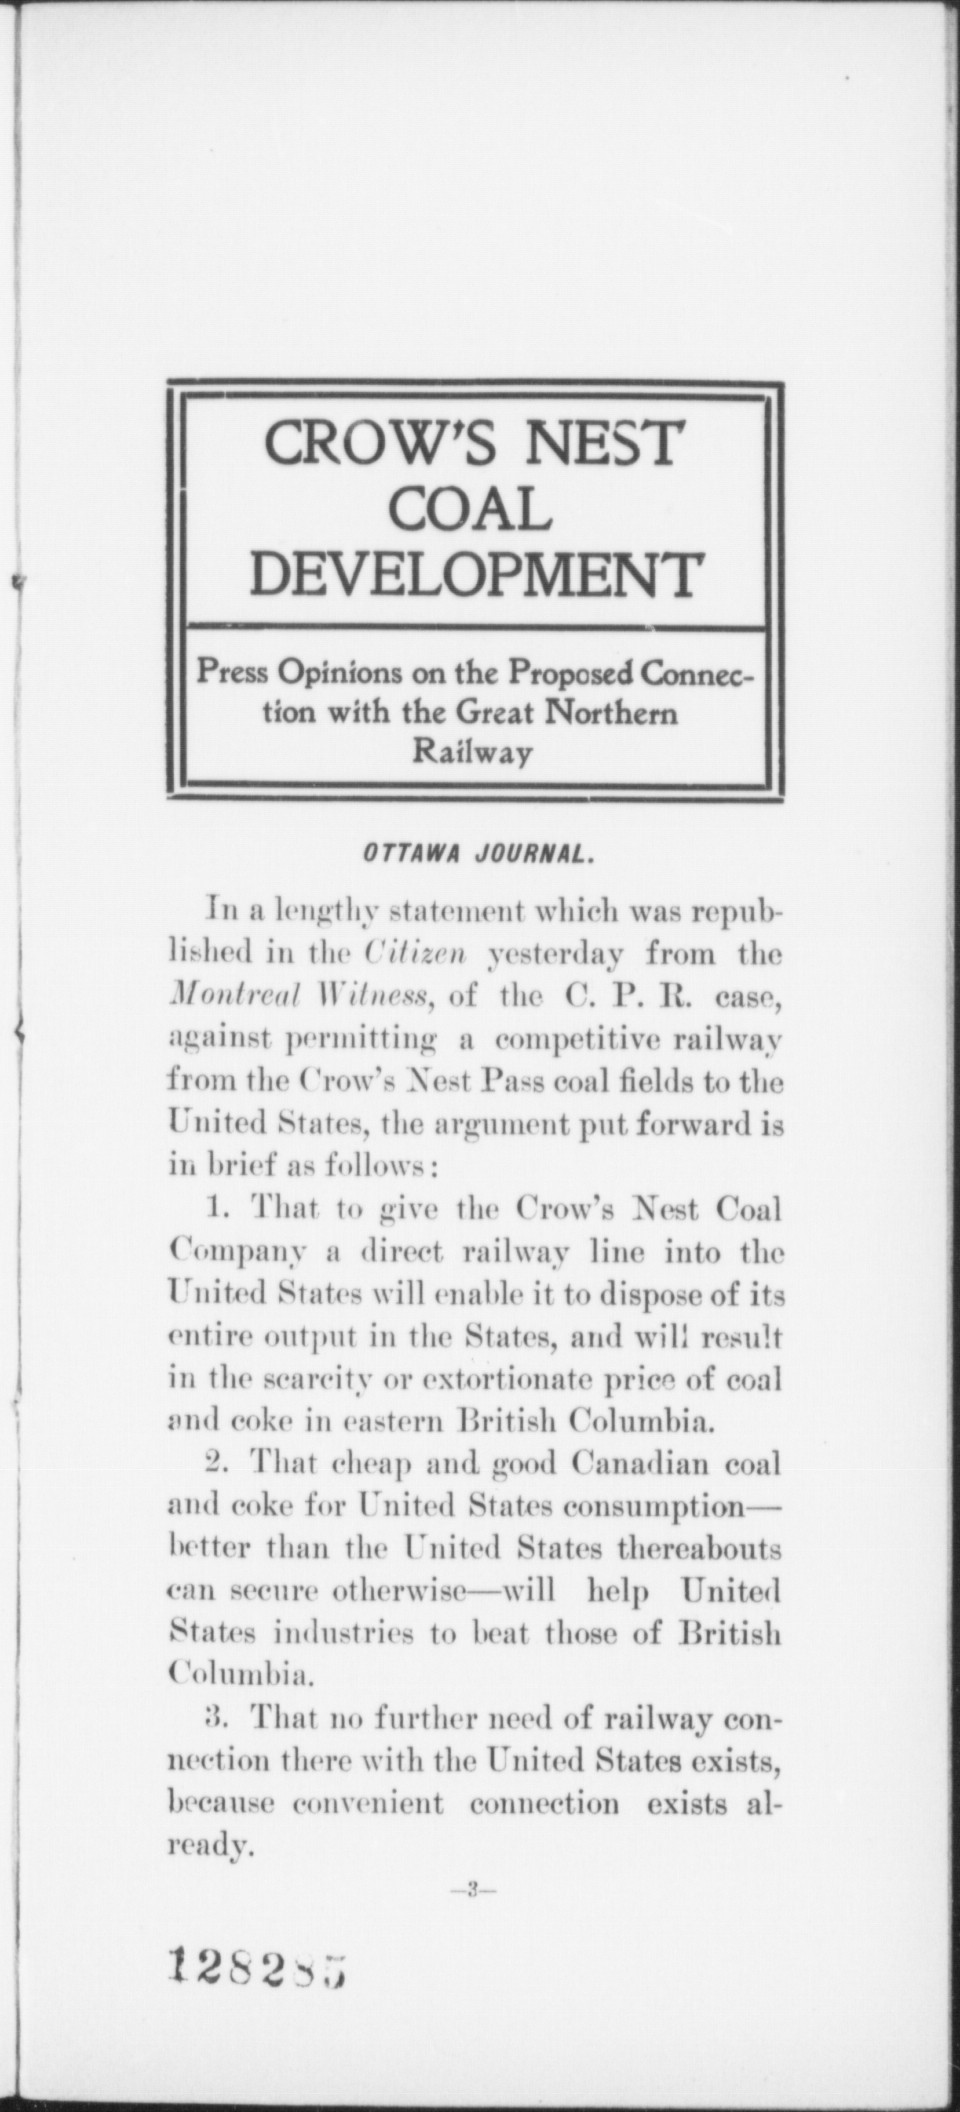 CROW'S NEST
COAL
DEVELOPMENT
Press Opinions on the Proposed Connec-
tion with the Great Northern
Railway
OTTAWA JOURNAL.
In a lengthy statement which was repub-
lished in the Citizen yesterday from the
Montreal Witness, of the C. P. R. case,
against permitting a competitive railway
from the Crow's Nest Pass coal fields to the
United States, the argument put forward is
in brief as follows:
1. That to give the Crow's Nest Coal
Company a direct railway line into the
United States will enable it to dispose of its
entire output in the States, and will result
in the scarcity or extortionate price of coal
and coke in eastern British Columbia.
2. That cheap and good Canadian coal
and coke for United States consumption—
better than the United States thereabouts
can secure otherwise—will help United
States industries to beat those of British
Columbia.
3. That no further need of railway con-
nection there with the United States exists,
because convenient connection exists al-
ready.
—3—
128285